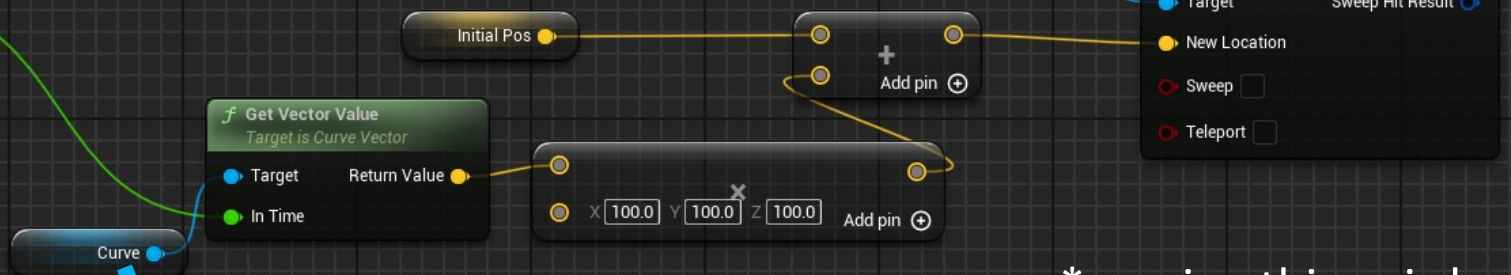 Target
Sweep Hit Result
Initial Pos
New Location
+
Add pin
Sweep
f Get Vector Value
Target is Curve Vector
Teleport
Target
Return Value
×
X 100.0 Y 100.0 Z 100.0
Add pin
In Time
Curve